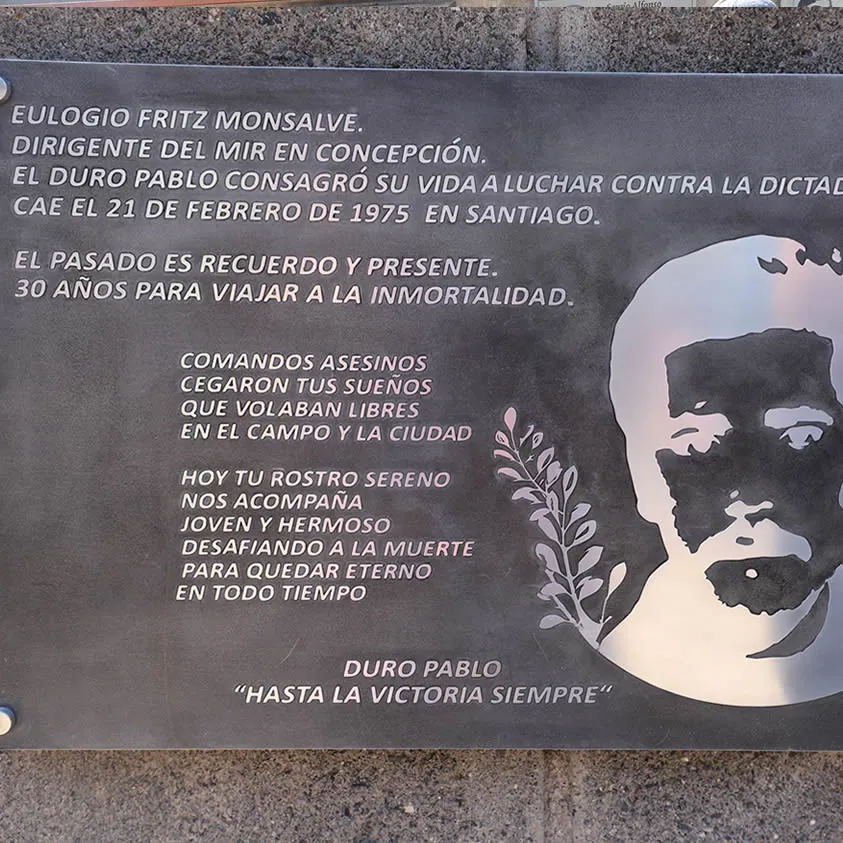 Sergio Alfonso
EULOGIO FRITZ MONSALVE.
DIRIGENTE DEL MIR EN CONCEPCIÓN.
EL DURO PABLO CONSAGRÓ SU VIDA A LUCHAR CONTRA LA DICTAD
CAE EL 21 DE FEBRERO DE 1975 EN SANTIAGO.
EL PASADO ES RECUERDO Y PRESENTE.
30 AÑOS PARA VIAJAR A LA INMORTALIDAD.
COMANDOS ASESINOS
CEGARON TUS SUEÑOS
QUE VOLABAN LIBRES
EN EL CAMPO Y LA CIUDAD
HOY TU ROSTRO SERENO
NOS ACOMPAÑA
JOVEN Y HERMOSO
DESAFIANDO A LA MUERTE
PARA QUEDAR ETERNO
EN TODO TIEMPO
DURO PABLO
“HASTA LA VICTORIA SIEMPRE“